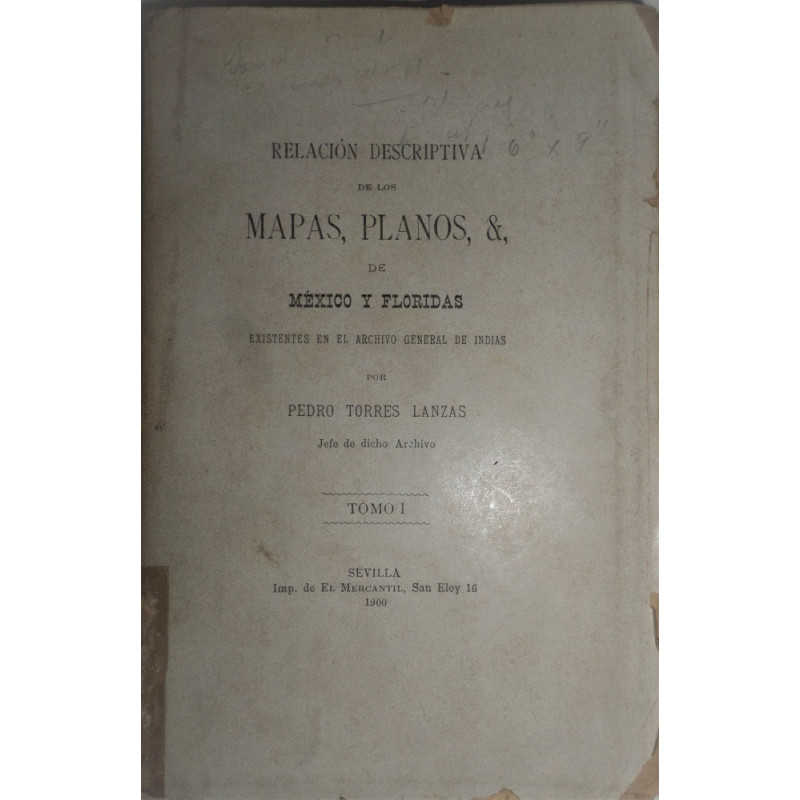 6" x 9"
RELACIÓN DESCRIPTIVA
DE LOS
MAPAS, PLANOS, &,
DE
MÉXICO Y FLORIDAS
EXISTENTES EN EL ARCHIVO GENERAL DE INDIAS
POR
PEDRO TORRES LANZAS
Jefe de dicho Archivo
TOMO I
SEVILLA
Imp. de EL MERCANTIL, San Eloy 16
1900